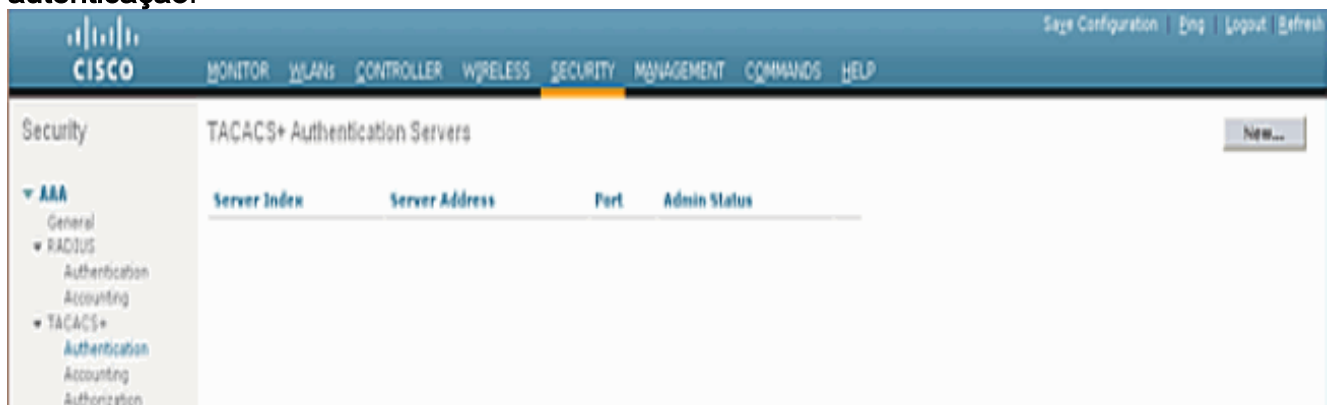 autenticação.
Save Configuration | Ping | Logout | Refresh
CISCO
MONITOR WLANs CONTROLLER WIRELESS SECURITY MANAGEMENT COMMANDS HELP
Security
TACACS+ Authentication Servers
New...
Server Index Server Address Port Admin Status
AAA
General
RADIUS
Authentication
Accounting
TACACS+
Authentication
Accounting
Authorization